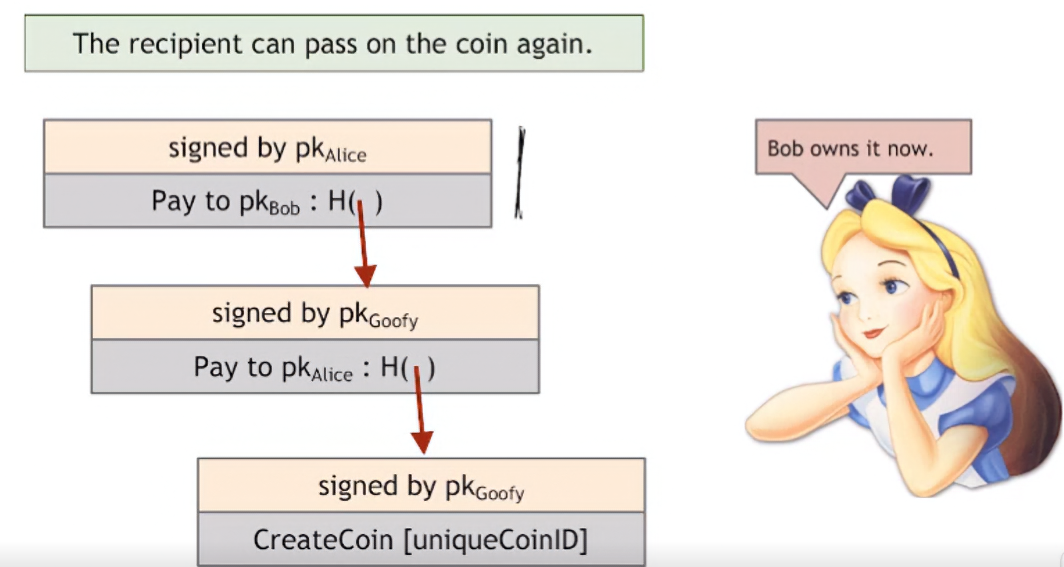 The recipient can pass on the coin again.
signed by pkAlice
Pay to pkBob : H( )
Bob owns it now.
signed by pkGoofy
Pay to pkAlice : H( )
signed by pkGoofy
CreateCoin [uniqueCoinID]